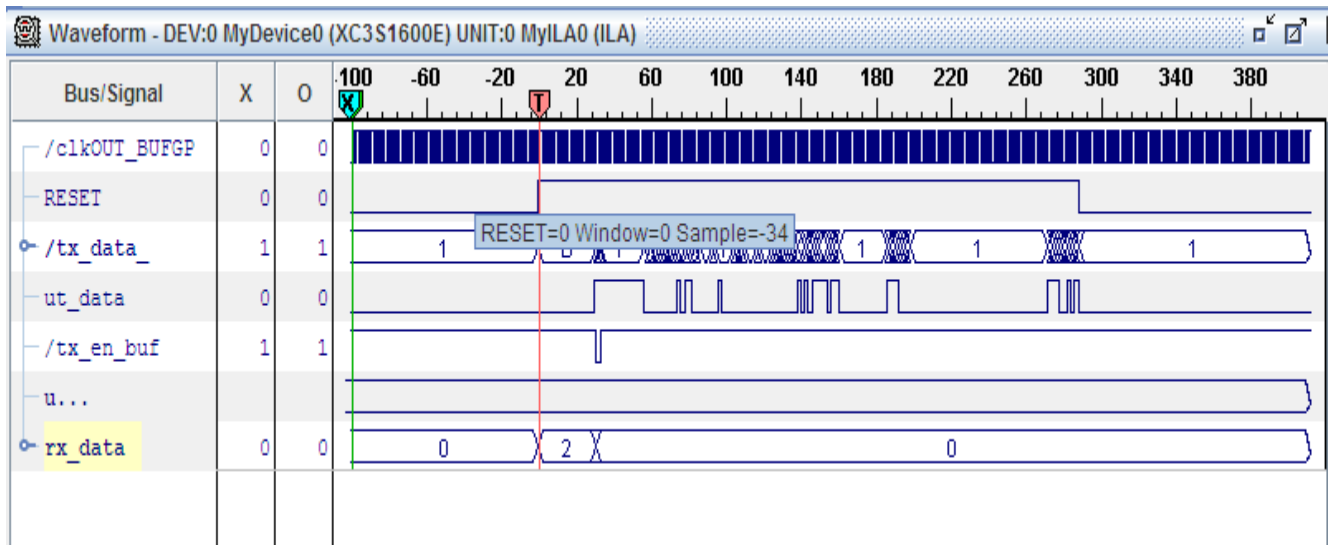 Waveform - DEV:0 MyDevice0 (XC3S1600E) UNIT:0 MyILA0 (ILA)
Bus/Signal X O -100 -60 -20 20 60 100 140 180 220 260 300 340 380
X T
/clkOUT_BUFGP 0 0
RESET 0 0
RESET=0 Window=0 Sample=-34
/tx_data_ 1 1 1 1 1 1
ut_data 0 0
/tx_en_buf 1 1
u...
rx_data 0 0 0 2 0